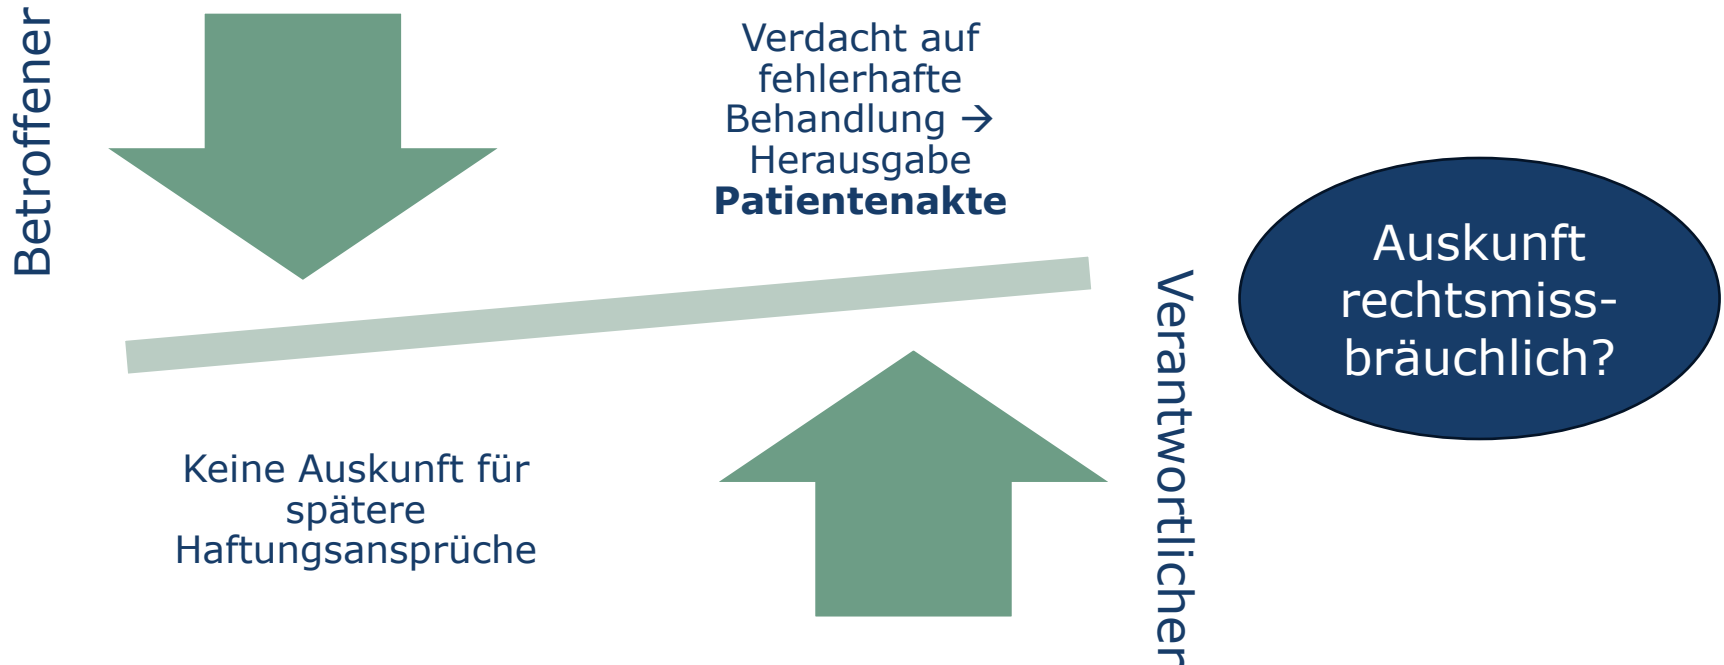 Betroffener
Verdacht auf
fehlerhafte
Behandlung →
Herausgabe
Patientenakte
Keine Auskunft für
spätere
Haftungsansprüche
Verantwortlicher
Auskunft
rechtsmiss-
bräuchlich?